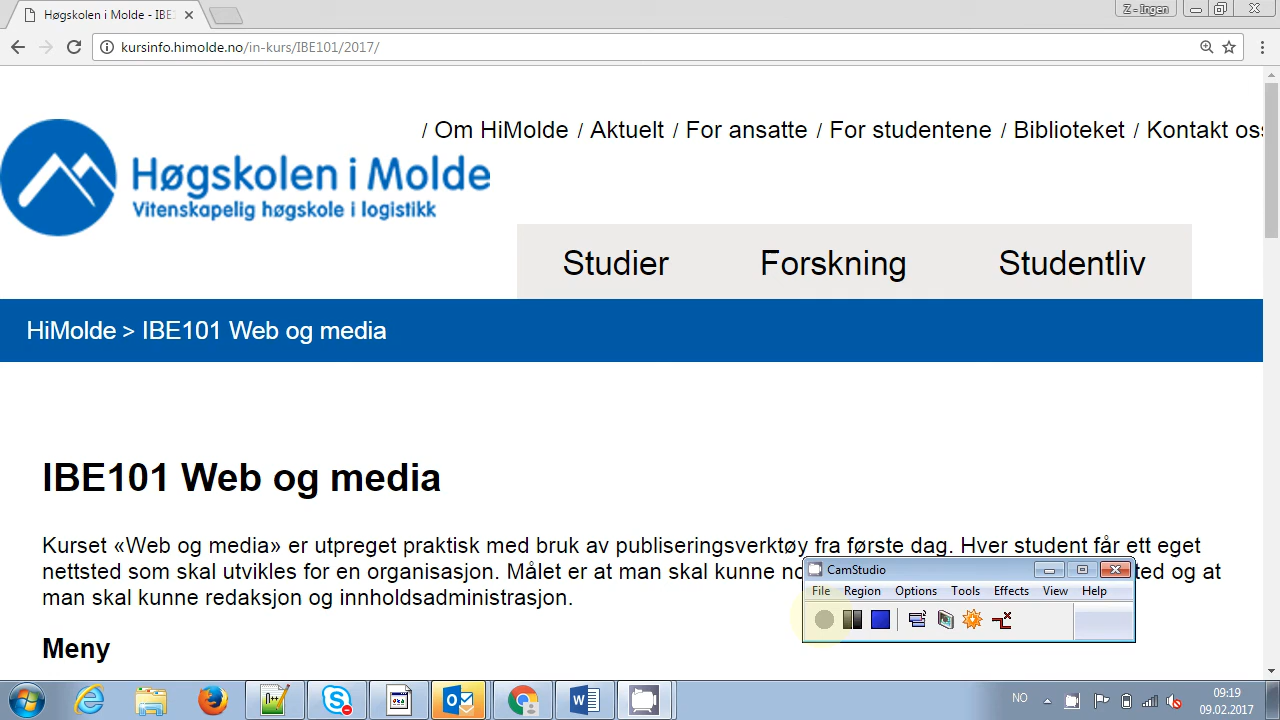 Høgskolen i Molde - IBE
Z - Ingen
kursinfo.himolde.no/in-kurs/IBE101/2017/
/ Om HiMolde / Aktuelt / For ansatte / For studentene / Biblioteket / Kontakt oss
Høgskolen i Molde
Vitenskapelig høgskole i logistikk
Studier Forskning Studentliv
HiMolde > IBE101 Web og media
IBE101 Web og media
Kurset «Web og media» er utpreget praktisk med bruk av publiseringsverktøy fra første dag. Hver student får ett eget
nettsted som skal utvikles for en organisasjon. Målet er at man skal kunne ted og at
man skal kunne redaksjon og innholdsadministrasjon.
Meny
CamStudio
File Region Options Tools Effects View Help
NO
09:19
09.02.2017